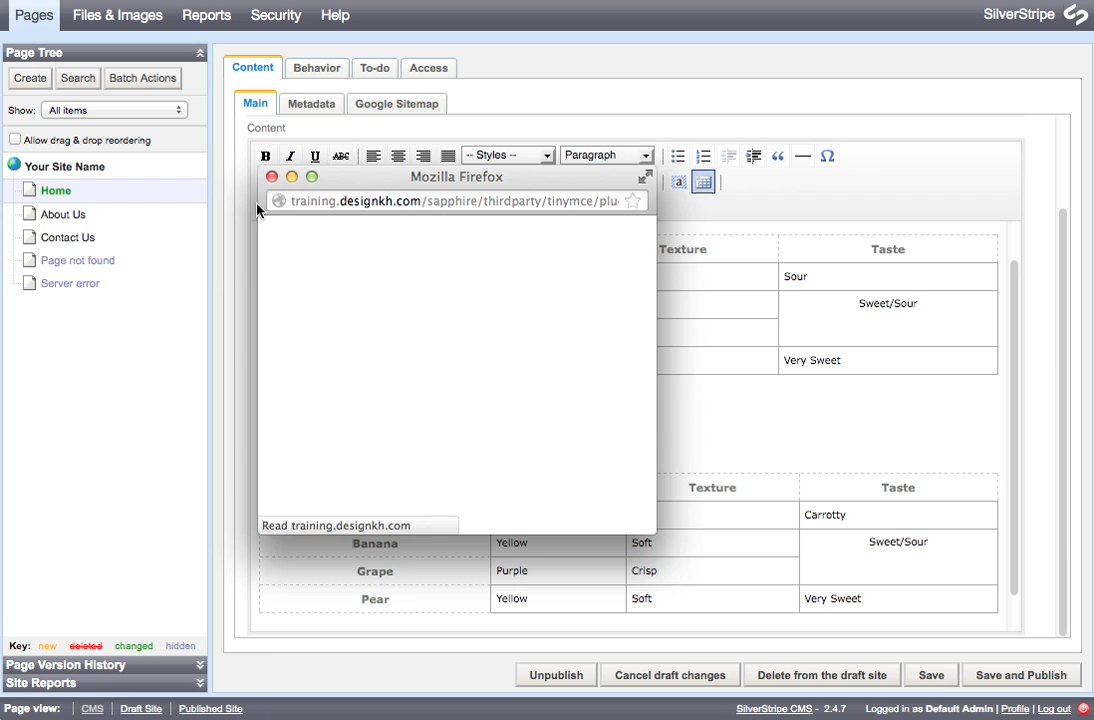 Pages Files & Images Reports Security Help SilverStripe
Page Tree
Create Search Batch Actions
Show: All items
Allow drag & drop reordering
Your Site Name
Home
About Us
Contact Us
Page not found
Server error
Key: new deleted changed hidden
Page Version History
Site Reports
Content Behavior To-do Access
Main Metadata Google Sitemap
Content
B I U ABC -- Styles -- Paragraph
Mozilla Firefox
training.designkh.com/sapphire/thirdparty/tinymce/plu
Read training.designkh.com
Texture Taste
Sour
Sweet/Sour
Very Sweet
Texture Taste
Carrotty
Banana Yellow Soft Sweet/Sour
Grape Purple Crisp
Pear Yellow Soft Very Sweet
Unpublish Cancel draft changes Delete from the draft site Save Save and Publish
Page view: CMS Draft Site Published Site SilverStripe CMS - 2.4.7 Logged in as Default Admin | Profile | Log out